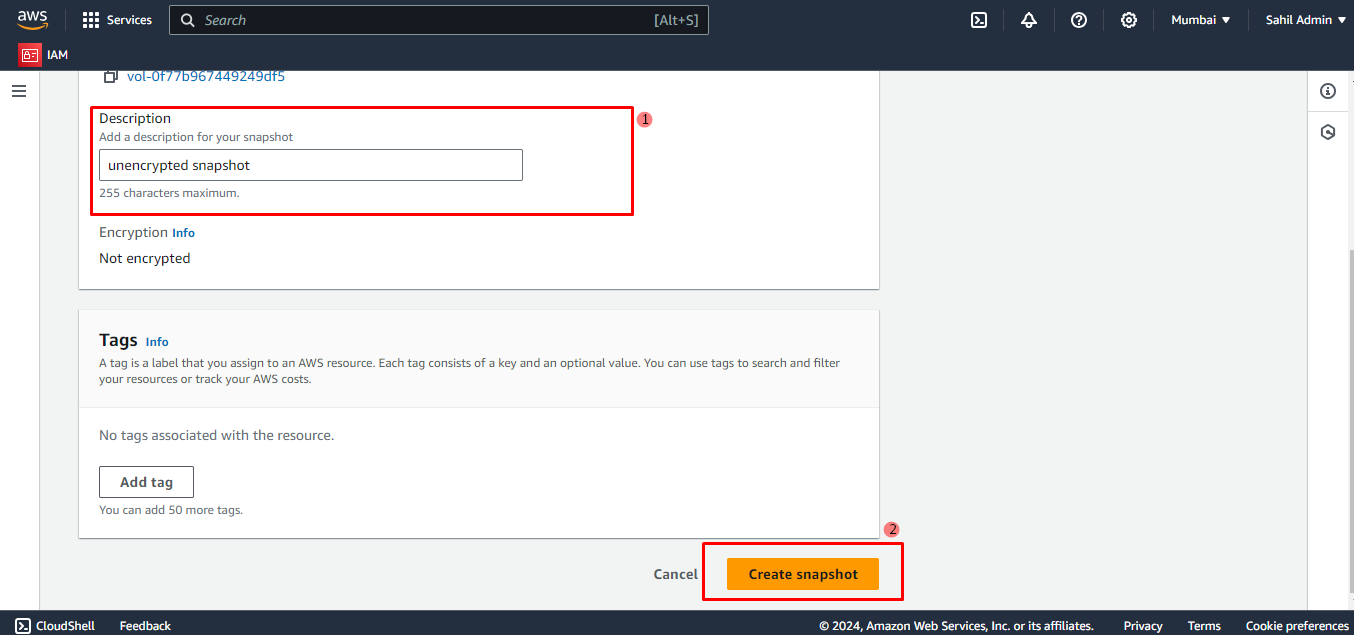 aws
Services
Search
[Alt+S]
Mumbai
Sahil Admin
IAM
vol-0f77b967449249df5
Description
1
Add a description for your snapshot
unencrypted snapshot
255 characters maximum.
Encryption Info
Not encrypted
Tags Info
A tag is a label that you assign to an AWS resource. Each tag consists of a key and an optional value. You can use tags to search and filter
your resources or track your AWS costs.
No tags associated with the resource.
Add tag
You can add 50 more tags.
2
Cancel
Create snapshot
CloudShell
Feedback
© 2024, Amazon Web Services, Inc. or its affiliates.
Privacy
Terms
Cookie preferences